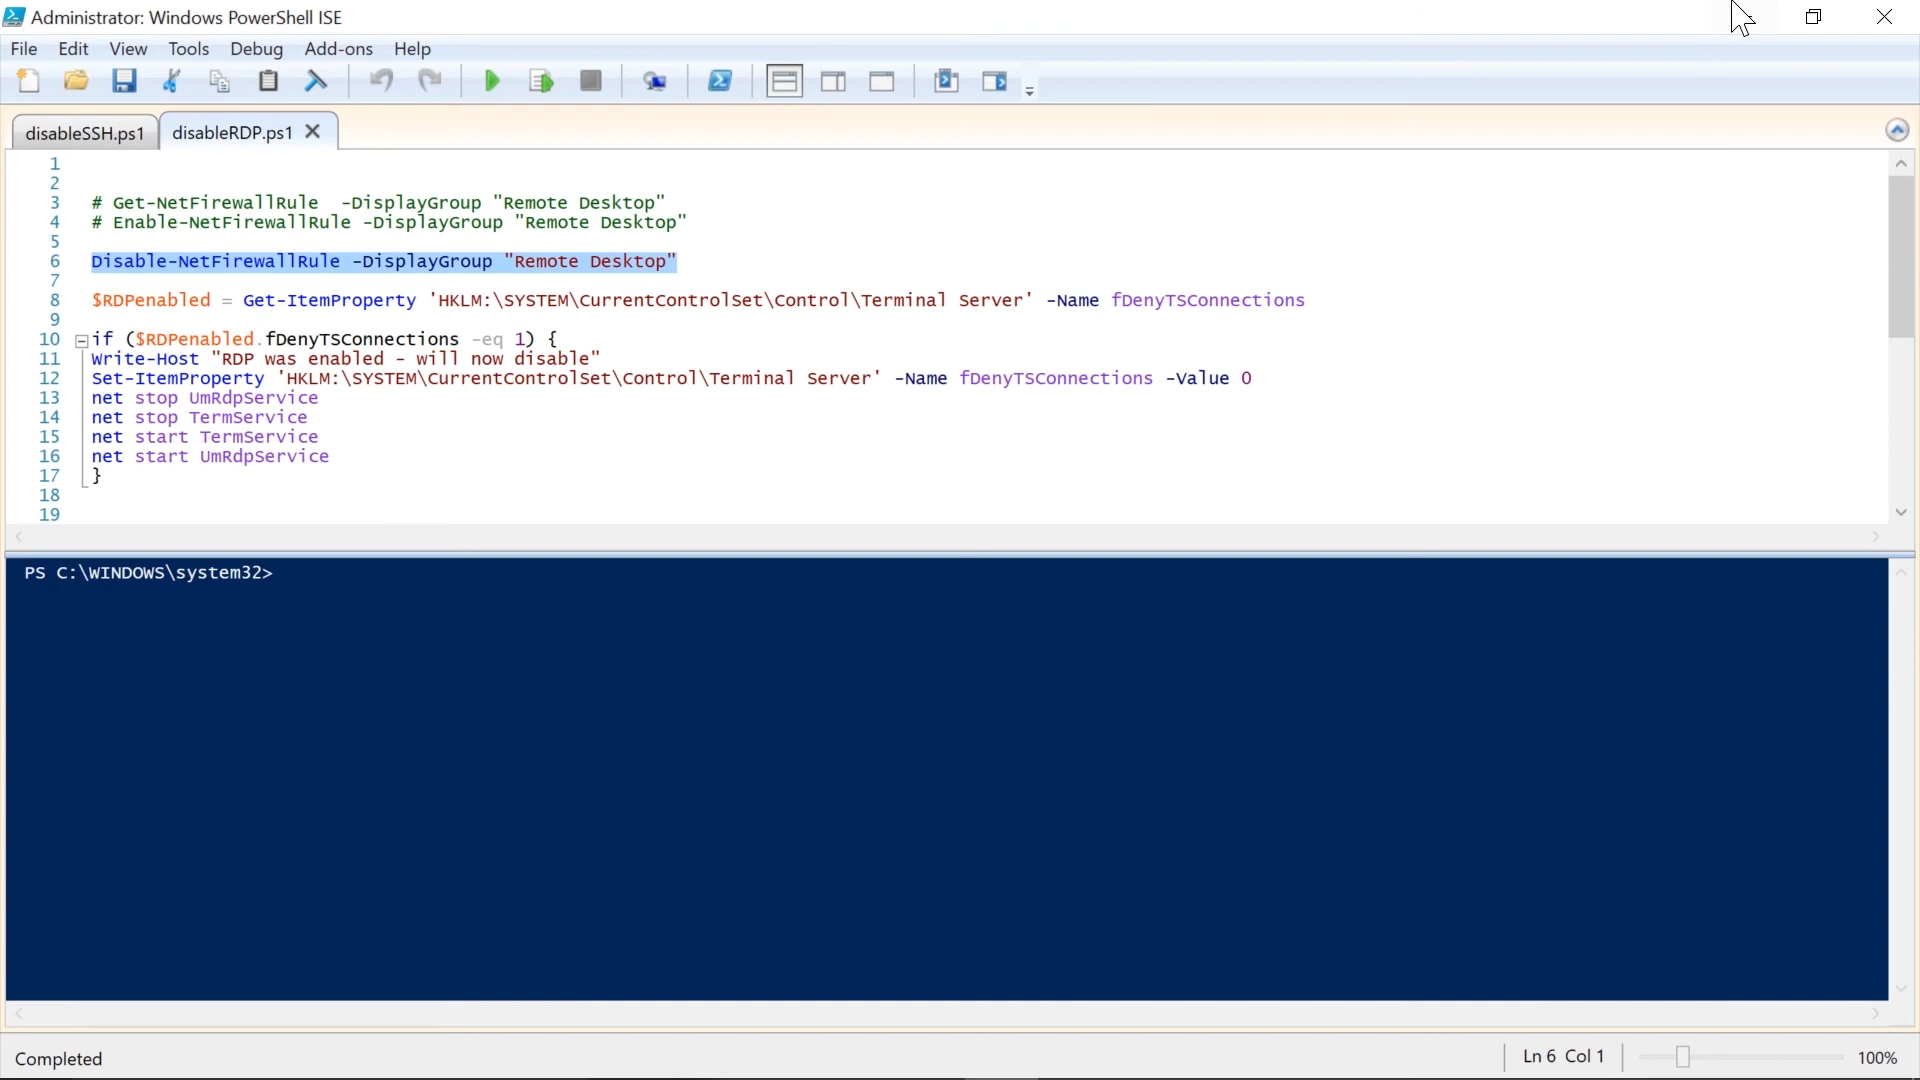 Administrator: Windows PowerShell ISE
File Edit View Tools Debug Add-ons Help
disableSSH.ps1 disableRDP.ps1
1
2
3 # Get-NetFirewallRule  -DisplayGroup "Remote Desktop"
4 # Enable-NetFirewallRule -DisplayGroup "Remote Desktop"
5
6 Disable-NetFirewallRule -DisplayGroup "Remote Desktop"
7
8 $RDPenabled = Get-ItemProperty 'HKLM:\SYSTEM\CurrentControlSet\Control\Terminal Server' -Name fDenyTSConnections
9
10 if ($RDPenabled.fDenyTSConnections -eq 1) {
11 Write-Host "RDP was enabled - will now disable"
12 Set-ItemProperty 'HKLM:\SYSTEM\CurrentControlSet\Control\Terminal Server' -Name fDenyTSConnections -Value 0
13 net stop UmRdpService
14 net stop TermService
15 net start TermService
16 net start UmRdpService
17 }
18
19
PS C:\WINDOWS\system32>
Completed Ln 6 Col 1 100%